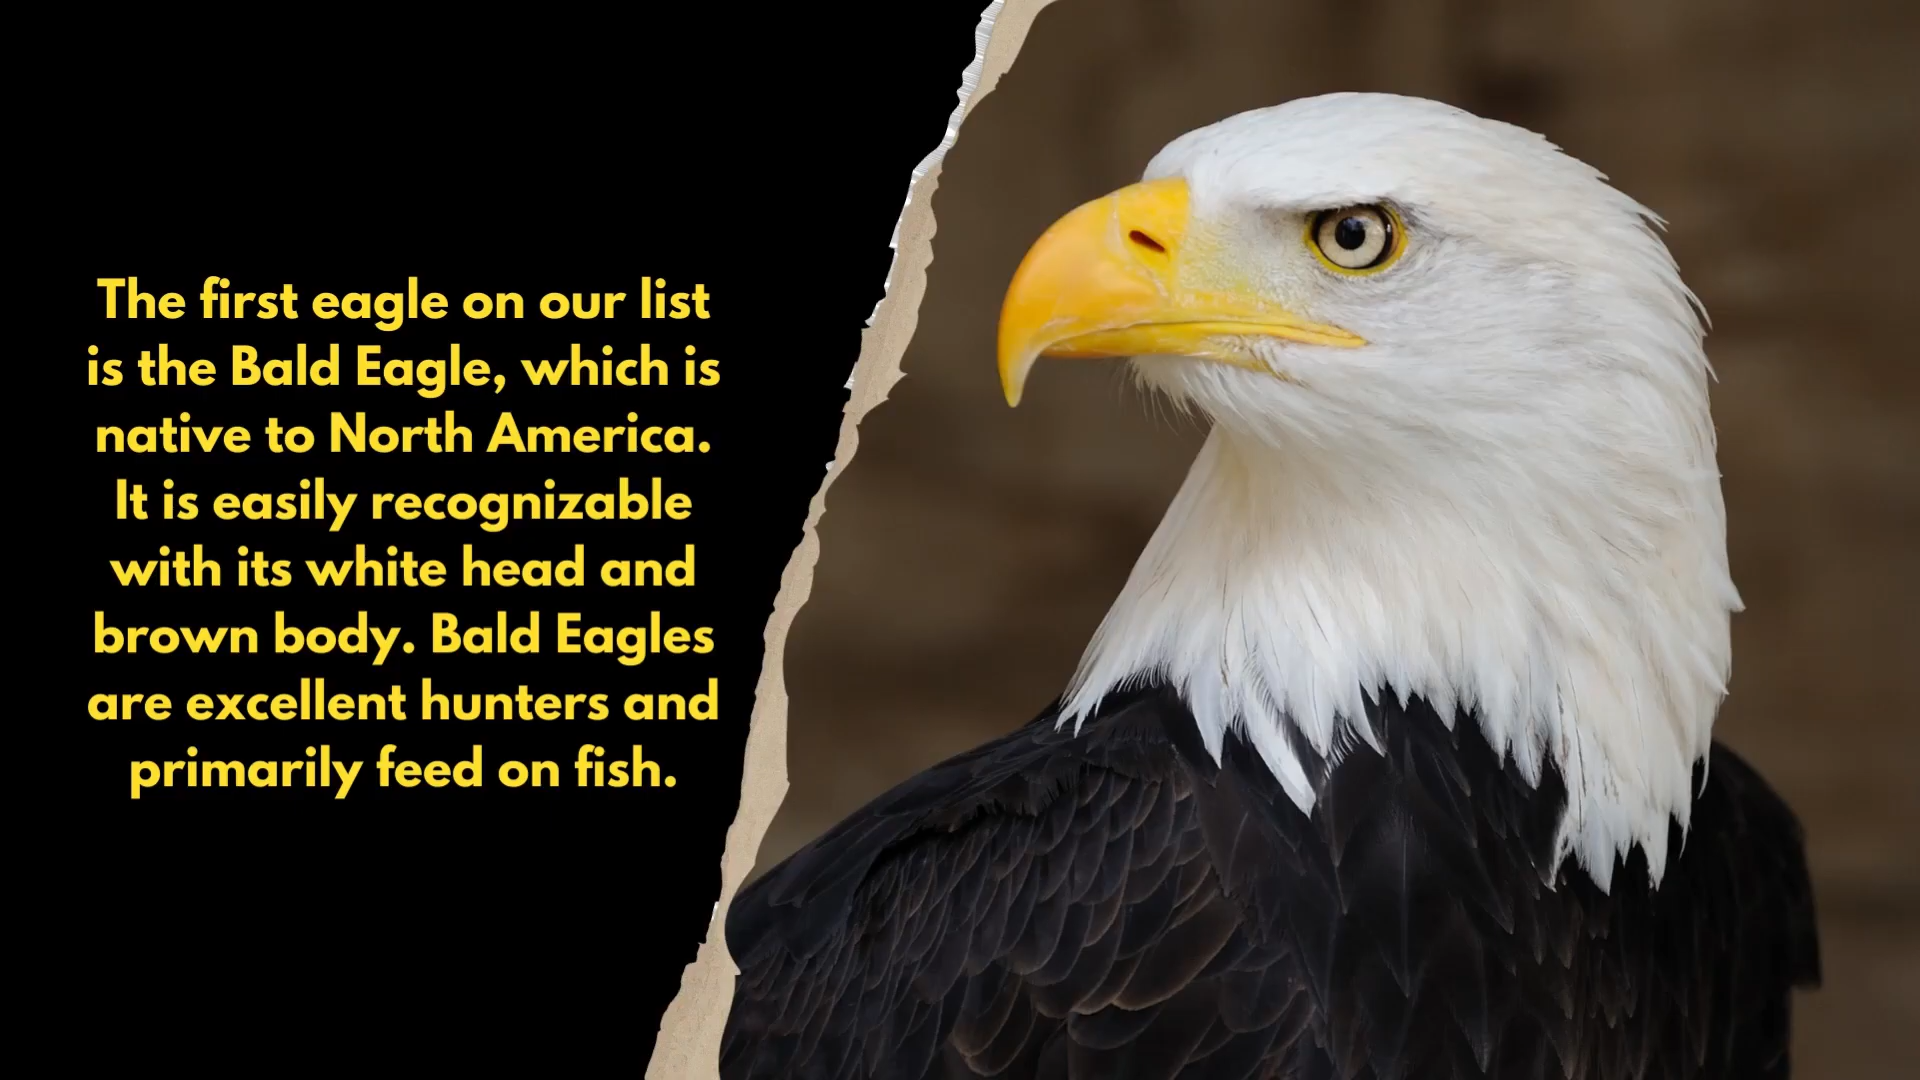 The first eagle on our list
is the Bald Eagle, which is
native to North America.
It is easily recognizable
with its white head and
brown body. Bald Eagles
are excellent hunters and
primarily feed on fish.